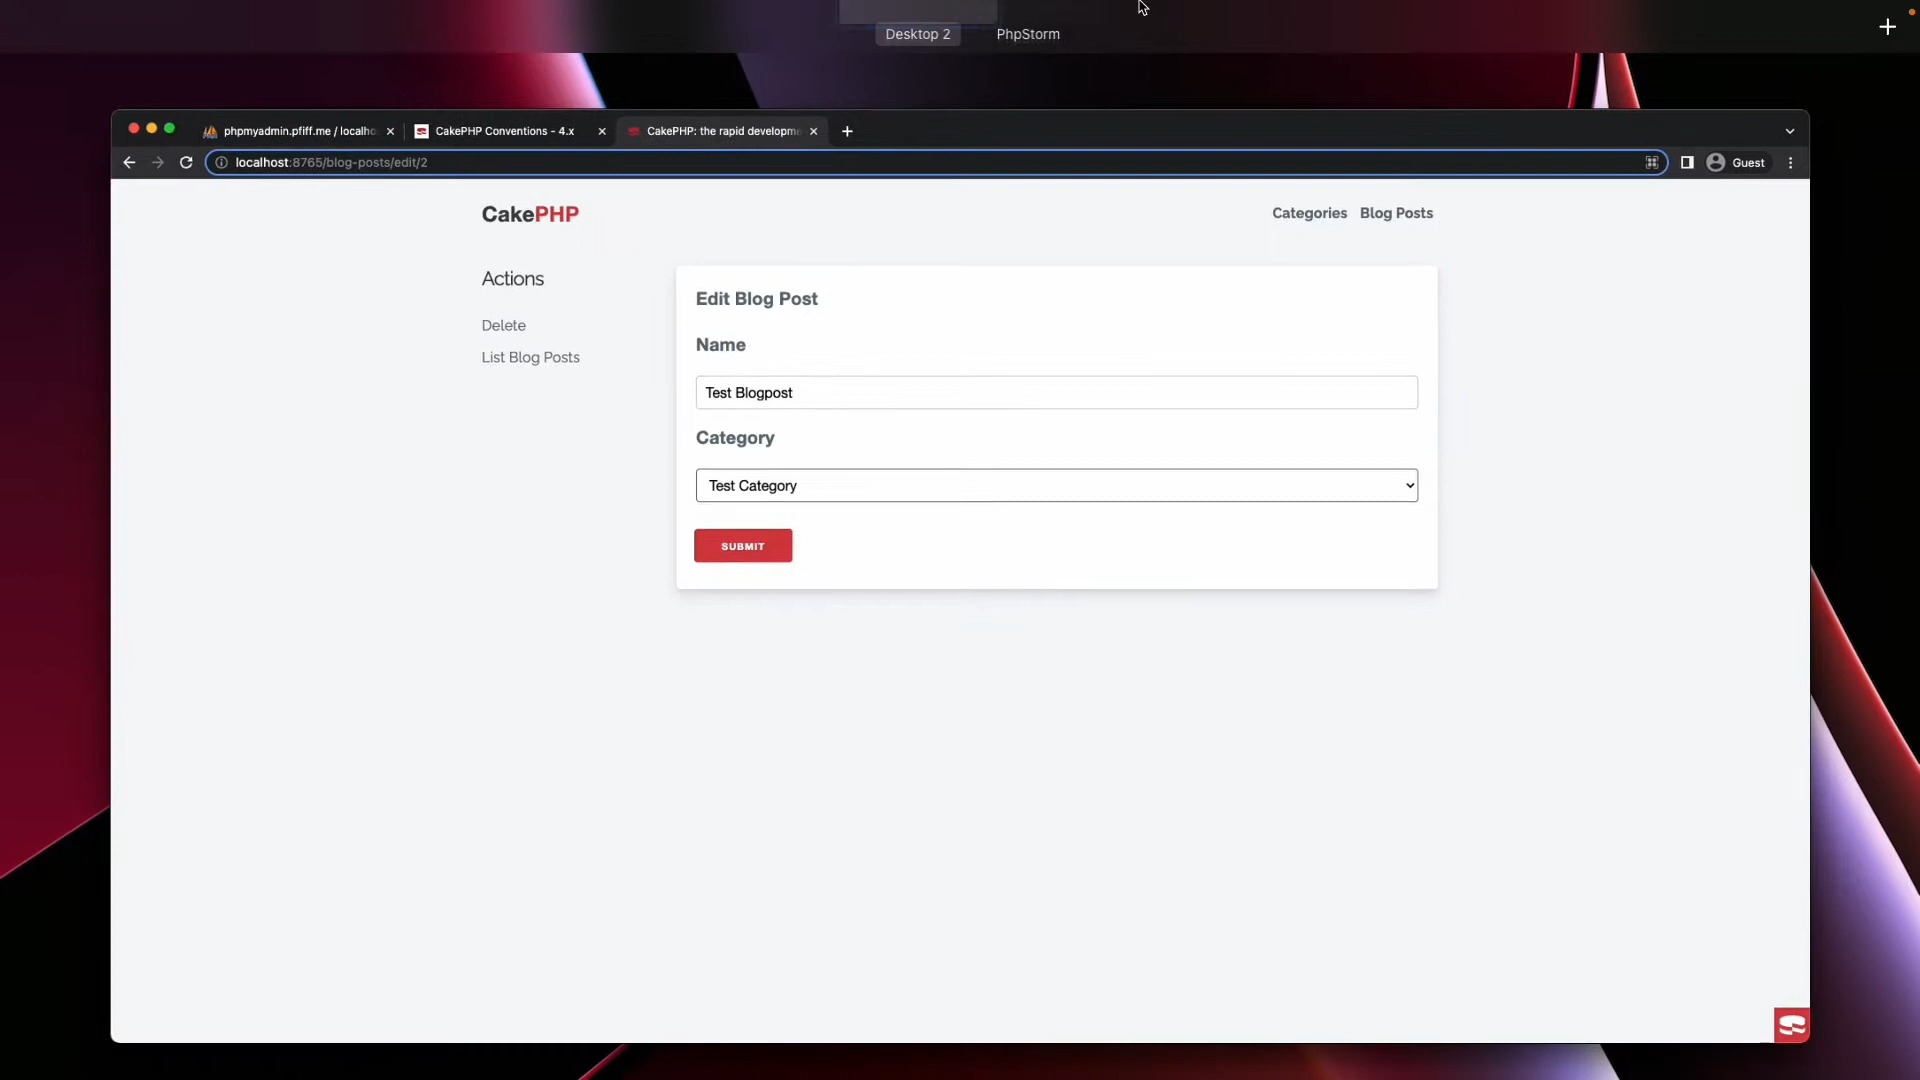 Desktop 2 PhpStorm
phpmyadmin.pfiff.me / localho CakePHP Conventions - 4.x CakePHP: the rapid developme
localhost:8765/blog-posts/edit/2 Guest
CakePHP Categories Blog Posts
Actions
Delete
List Blog Posts
Edit Blog Post
Name
Test Blogpost
Category
Test Category
SUBMIT